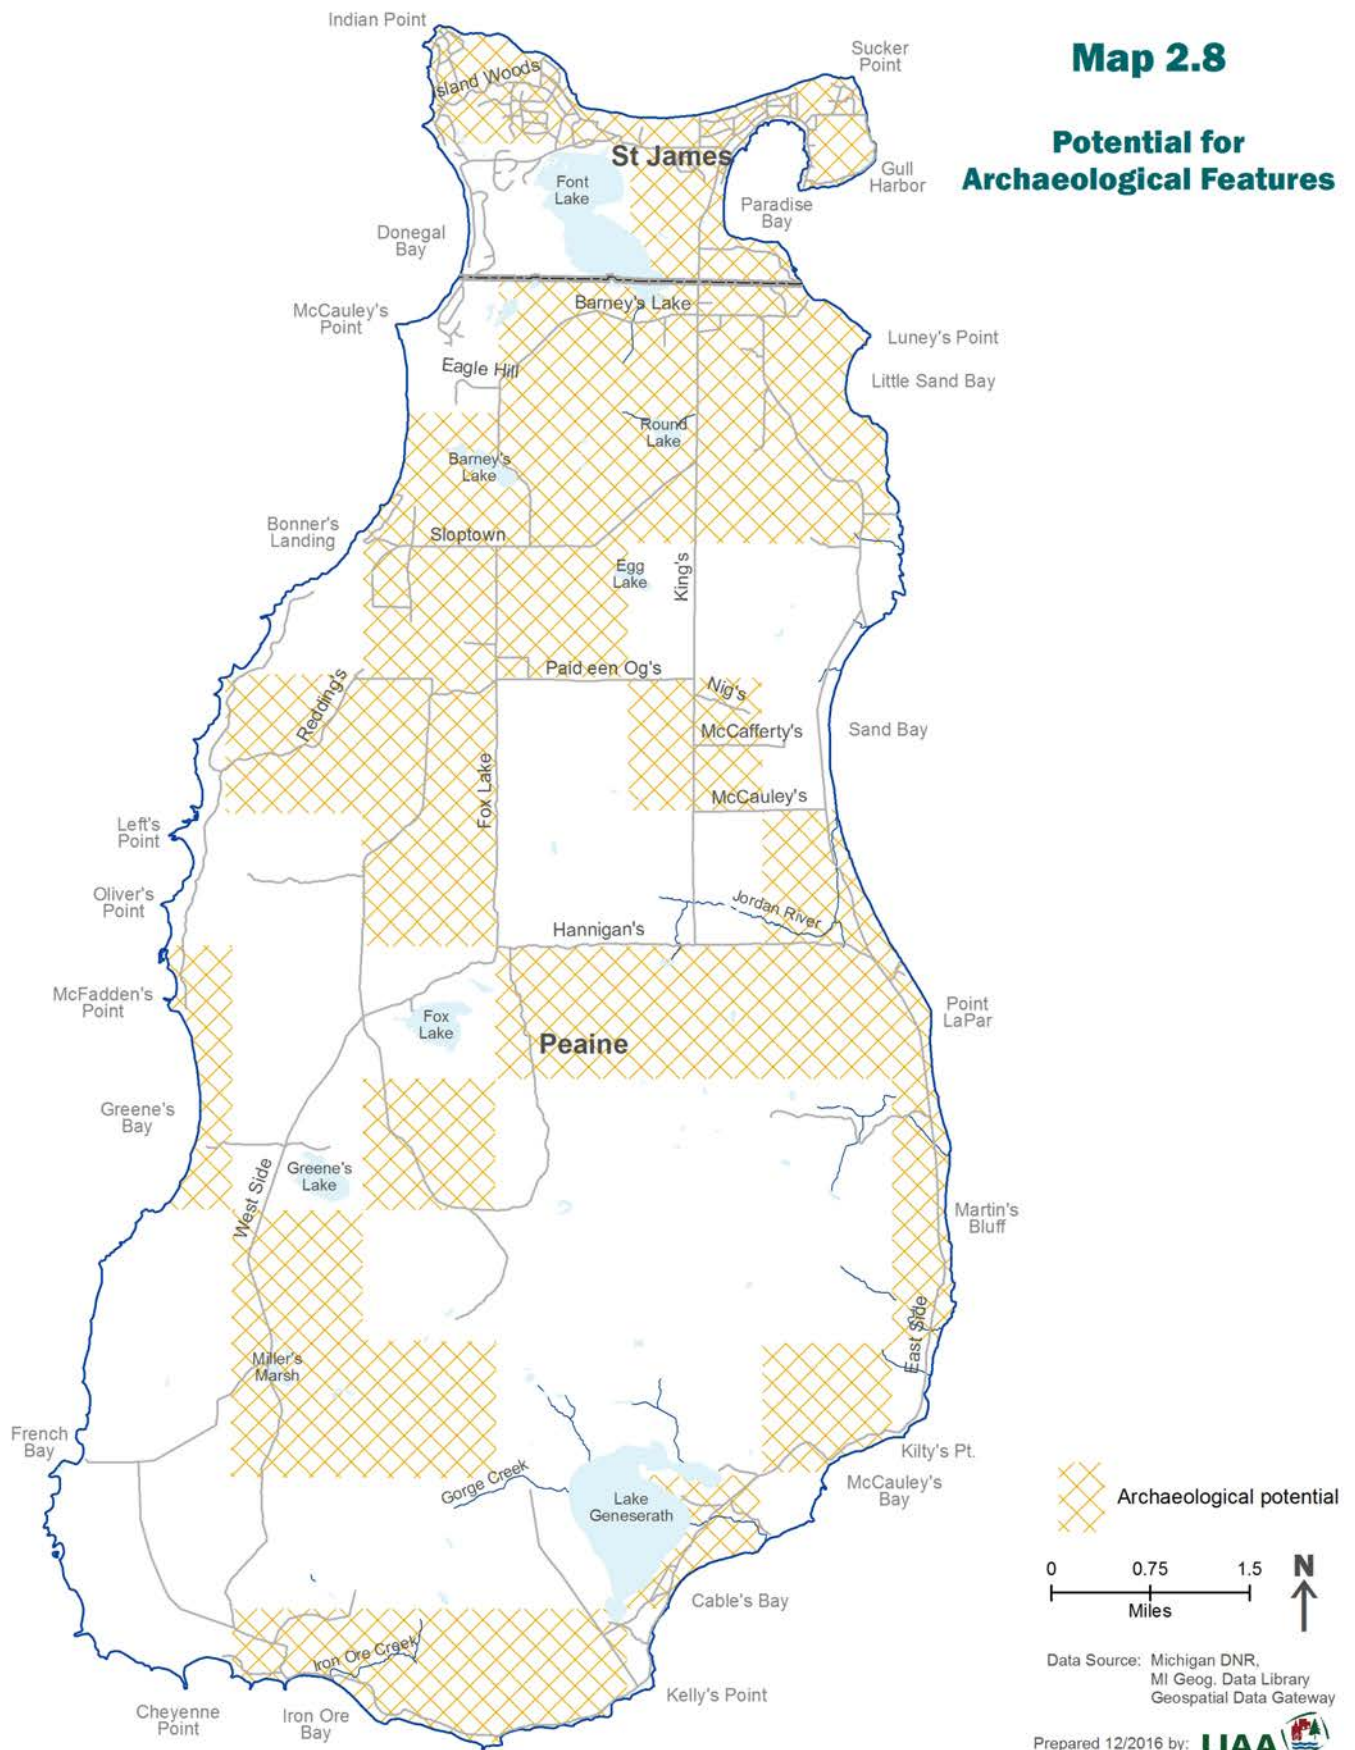 Indian Point
Map 2.8
Potential for
Archaeological Features
Sucker
Point
Island Woods
St James
Font
Lake
Gull
Harbor
Paradise
Bay
Donegal
Bay
McCauley's
Point
Barney's Lake
Luney's Point
Eagle Hill
Little Sand Bay
Round
Lake
Barney's
Lake
Bonner's
Landing
Sloptown
Egg
Lake
King's
Paid een Og's
Redding's
Nig's
McCafferty's
Sand Bay
Fox Lake
McCauley's
Left's
Point
Oliver's
Point
Jordan River
Hannigan's
McFadden's
Point
Fox
Lake
Point
LaPar
Peaine
Greene's
Bay
Greene's
Lake
West Side
Martin's
Bluff
East Side
Miller's
Marsh
French
Bay
Kilty's Pt.
McCauley's
Bay
Gorge Creek
Lake
Geneserath
Archaeological potential
0 0.75 1.5
Miles
N
Cable's Bay
Iron Ore Creek
Data Source: Michigan DNR,
MI Geog. Data Library
Geospatial Data Gateway
Kelly's Point
Cheyenne
Point
Iron Ore
Bay
Prepared 12/2016 by: UAA